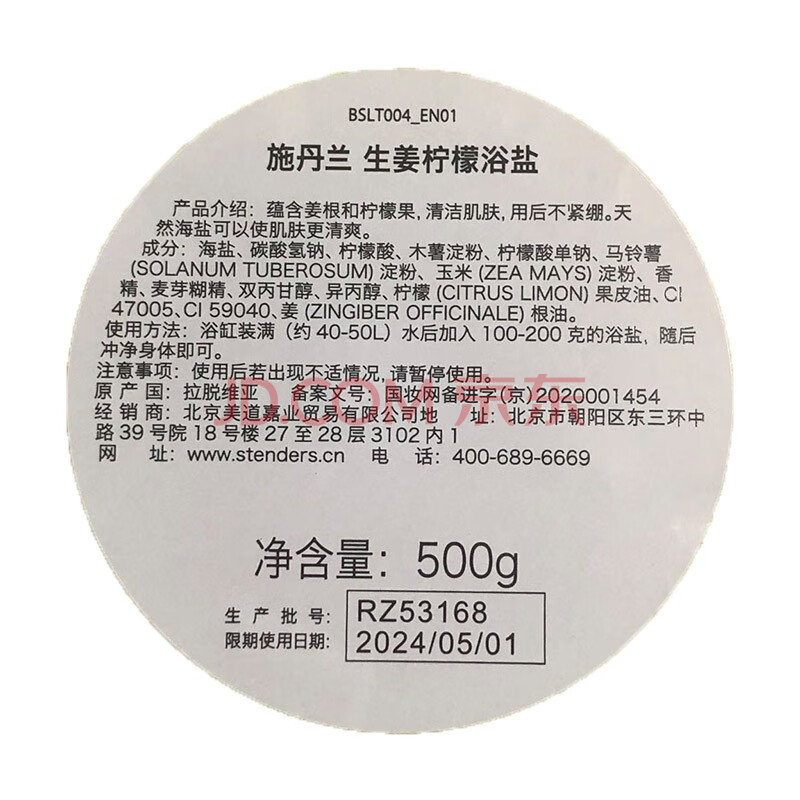 BSLT004_EN01
施丹兰 生姜柠檬浴盐
产品介绍：蕴含姜根和柠檬果，清洁肌肤，用后不紧绷。天
然海盐可以使肌肤更清爽。
成分：海盐、碳酸氢钠、柠檬酸、木薯淀粉、柠檬酸单钠、马铃薯
(SOLANUM TUBEROSUM) 淀粉、玉米 (ZEA MAYS) 淀粉、香
精、麦芽糊精、双丙甘醇、异丙醇、柠檬 (CITRUS LIMON) 果皮油、CI
47005、CI 59040、姜 (ZINGIBER OFFICINALE) 根油。
使用方法：浴缸装满（约 40-50L）水后加入 100-200 克的浴盐，随后
冲净身体即可。
注意事项：使用后若出现不适情况，请暂停使用。
原产国：拉脱维亚 备案文号：国妆网备进字(京)2020001454
经销商：北京美道嘉业贸易有限公司地 址：北京市朝阳区东三环中
路 39 号院 18 号楼 27 至 28 层 3102 内 1
网 址：www.stenders.cn 电 话：400-689-6669
JD.COM 京东
净含量：500g
生产批号：RZ53168
限期使用日期：2024/05/01